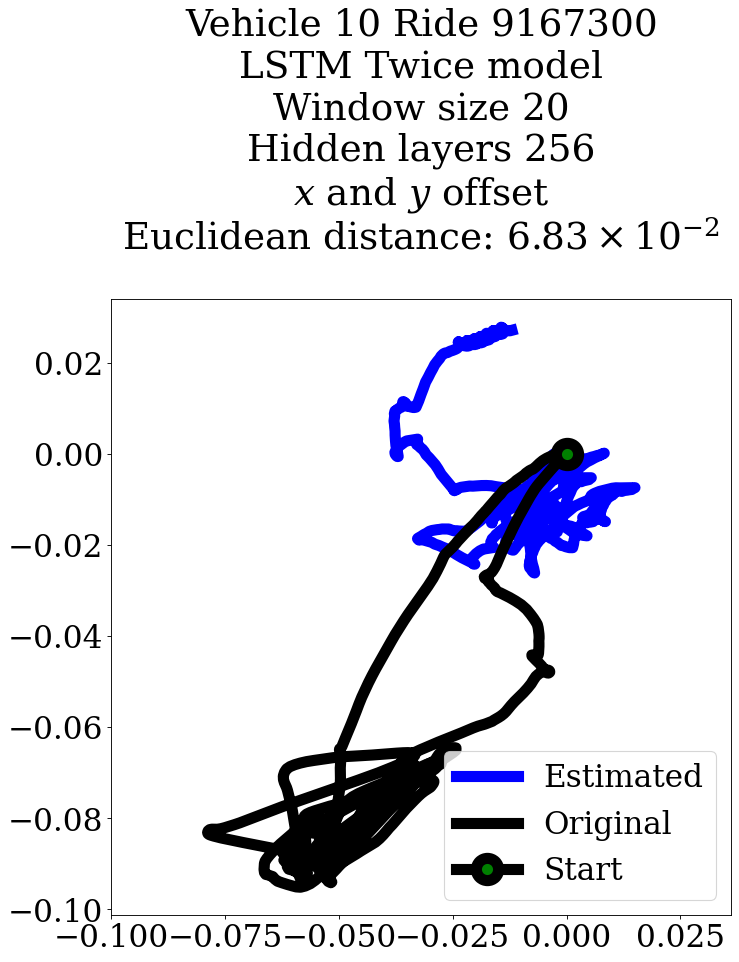 Vehicle 10 Ride 9167300
LSTM Twice model
Window size 20
Hidden layers 256
x and y offset
Euclidean distance: 6.83 × 10⁻²
0.02
0.00
−0.02
−0.04
−0.06
−0.08
−0.10
Estimated
Original
Start
−0.100 −0.075 −0.050 −0.025 0.000 0.025